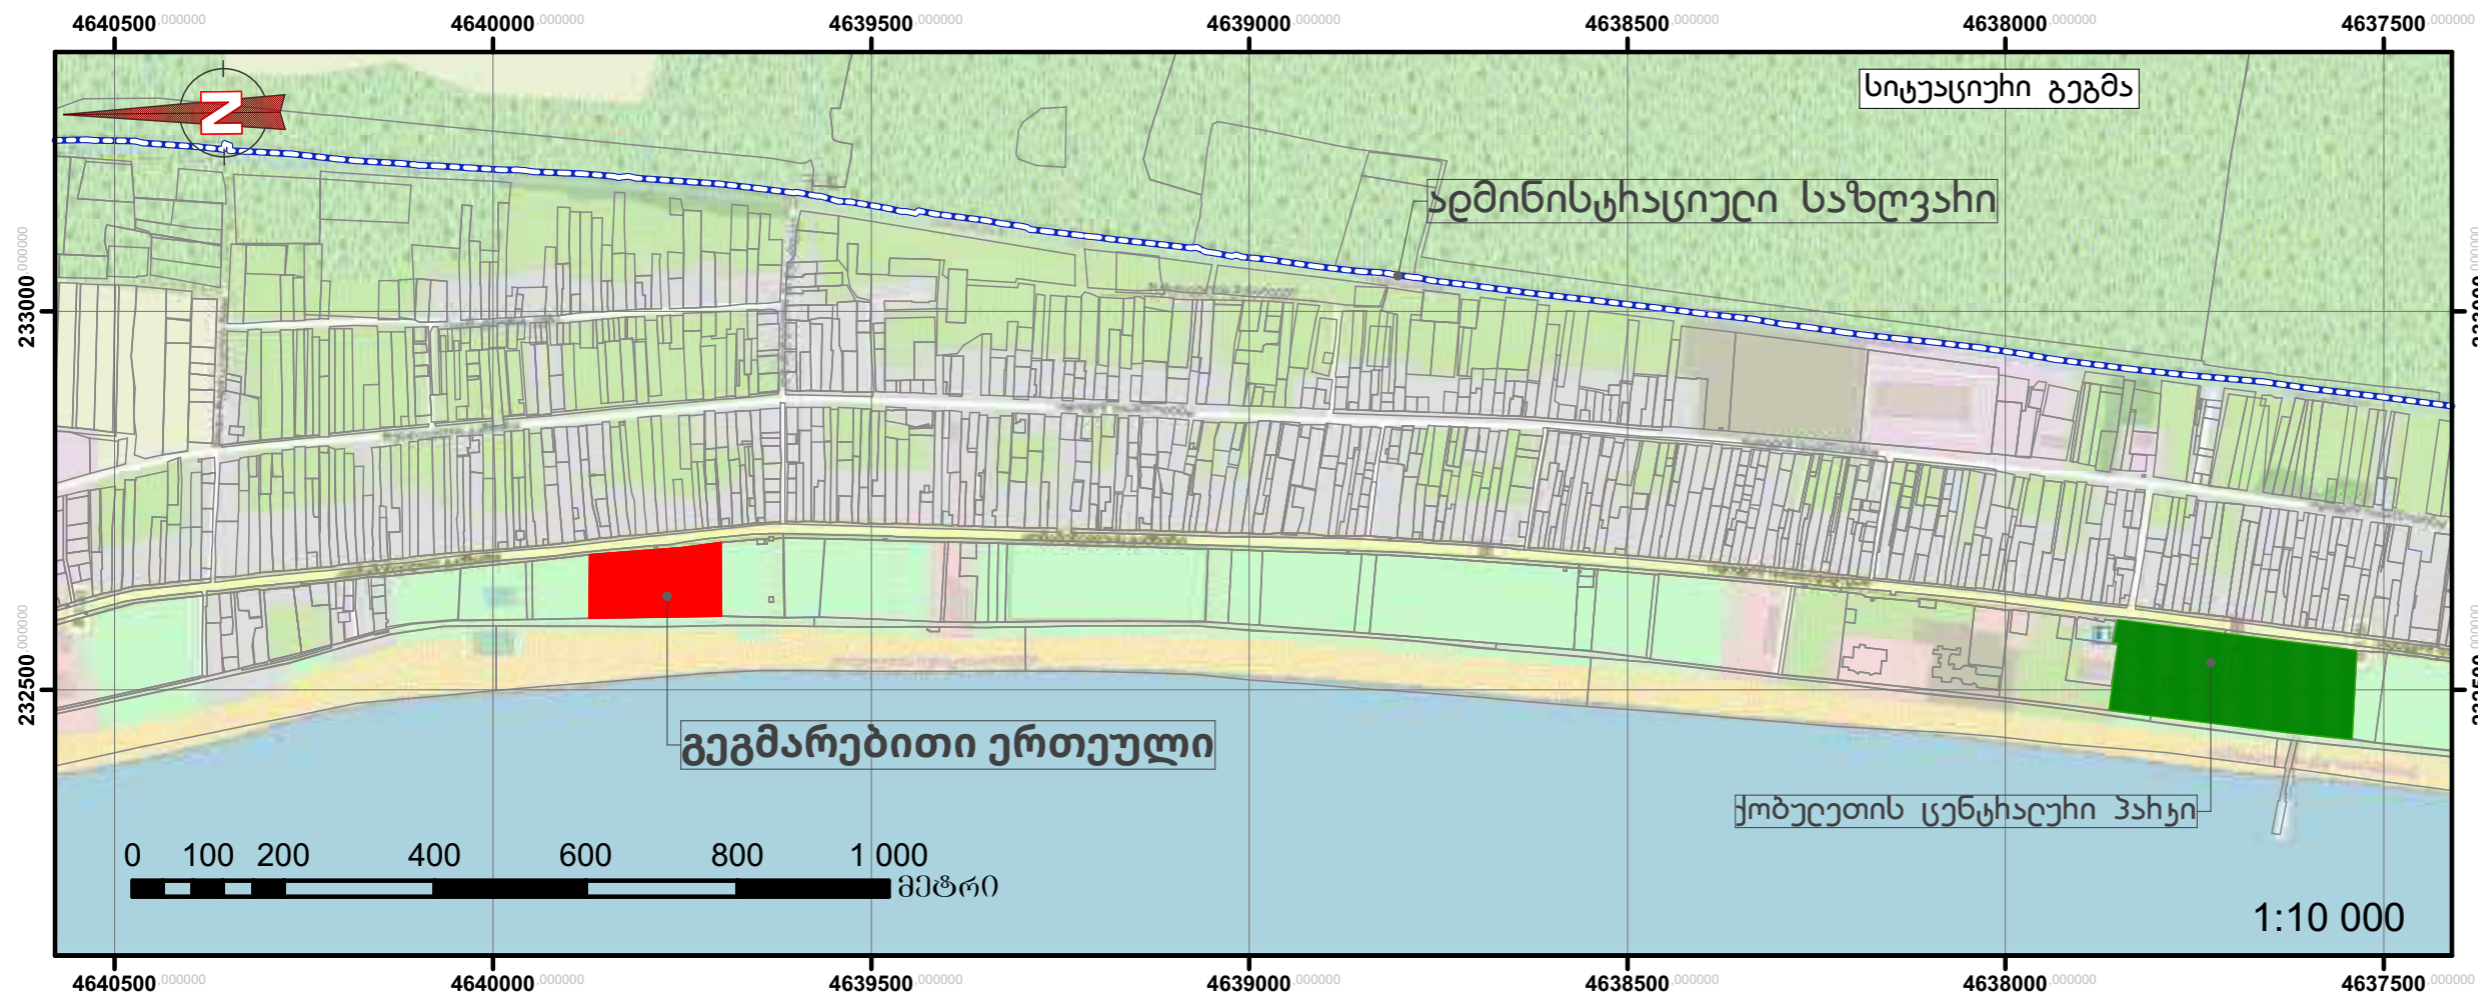 4640500,000000 4640000,000000 4639500,000000 4639000,000000 4638500,000000 4638000,000000 4637500,000000
სიტუაციური გეგმა
N
ადმინისტრაციული საზღვარი
233000,000000
232500,000000
გეგმარებითი ერთეული
ქობულეთის ცენტრალური პარკი
0 100 200 400 600 800 1 000
მეტრი
1:10 000
4640500,000000 4640000,000000 4639500,000000 4639000,000000 4638500,000000 4638000,000000 4637500,000000